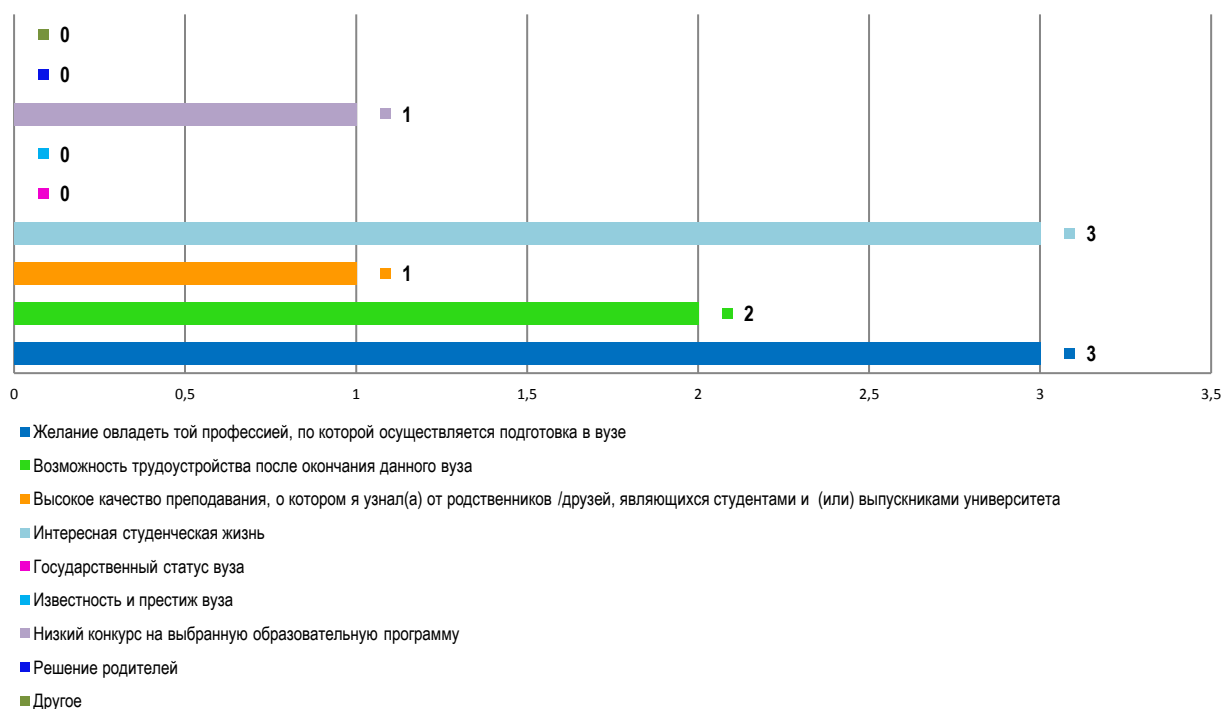 0
0
1
0
0
3
1
2
3
0 0,5 1 1,5 2 2,5 3 3,5
Желание овладеть той профессией, по которой осуществляется подготовка в вузе
Возможность трудоустройства после окончания данного вуза
Высокое качество преподавания, о котором я узнал(а) от родственников /друзей, являющихся студентами и (или) выпускниками университета
Интересная студенческая жизнь
Государственный статус вуза
Известность и престиж вуза
Низкий конкурс на выбранную образовательную программу
Решение родителей
Другое